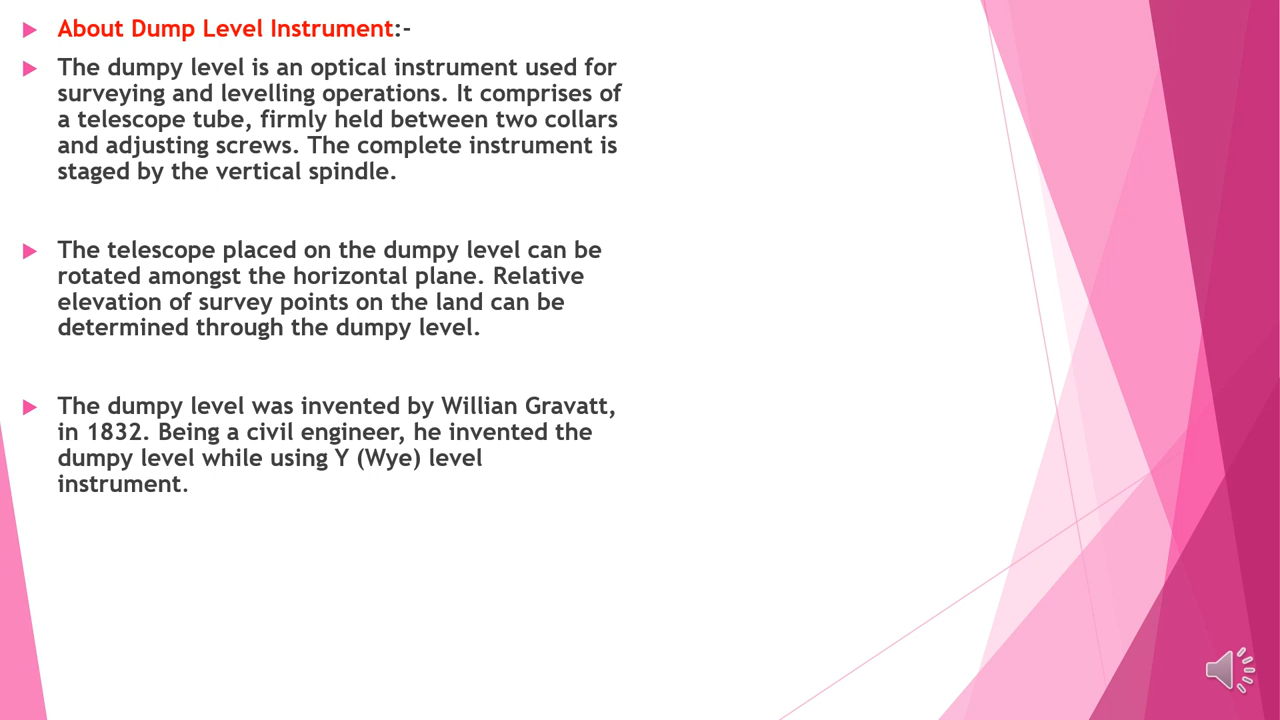 About Dump Level Instrument:-
The dumpy level is an optical instrument used for
surveying and levelling operations. It comprises of
a telescope tube, firmly held between two collars
and adjusting screws. The complete instrument is
staged by the vertical spindle.
The telescope placed on the dumpy level can be
rotated amongst the horizontal plane. Relative
elevation of survey points on the land can be
determined through the dumpy level.
The dumpy level was invented by Willian Gravatt,
in 1832. Being a civil engineer, he invented the
dumpy level while using Y (Wye) level
instrument.